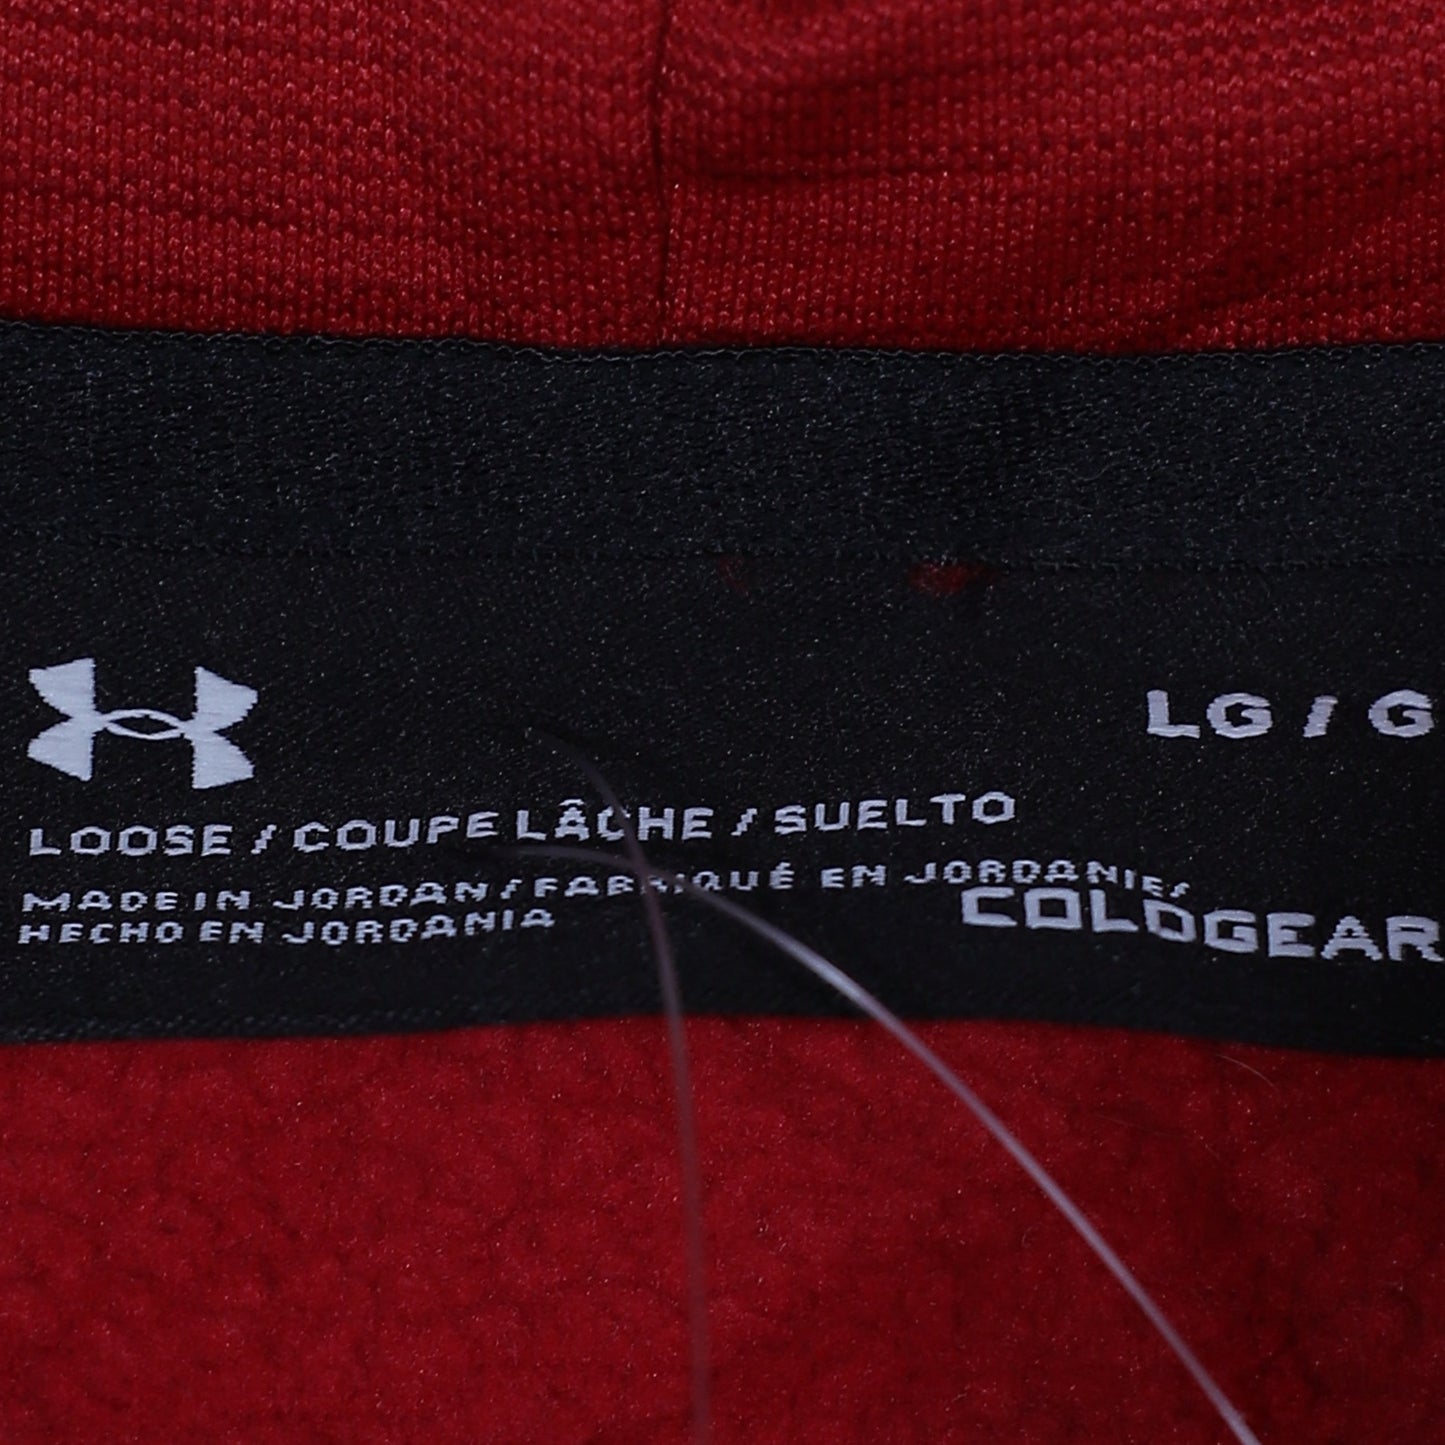 LG / G
LOOSE / COUPE LÂCHE / SUELTO
MADE IN JORDAN / FABRIQUÉ EN JORDANIE /
HECHO EN JORDANIA
COLDGEAR